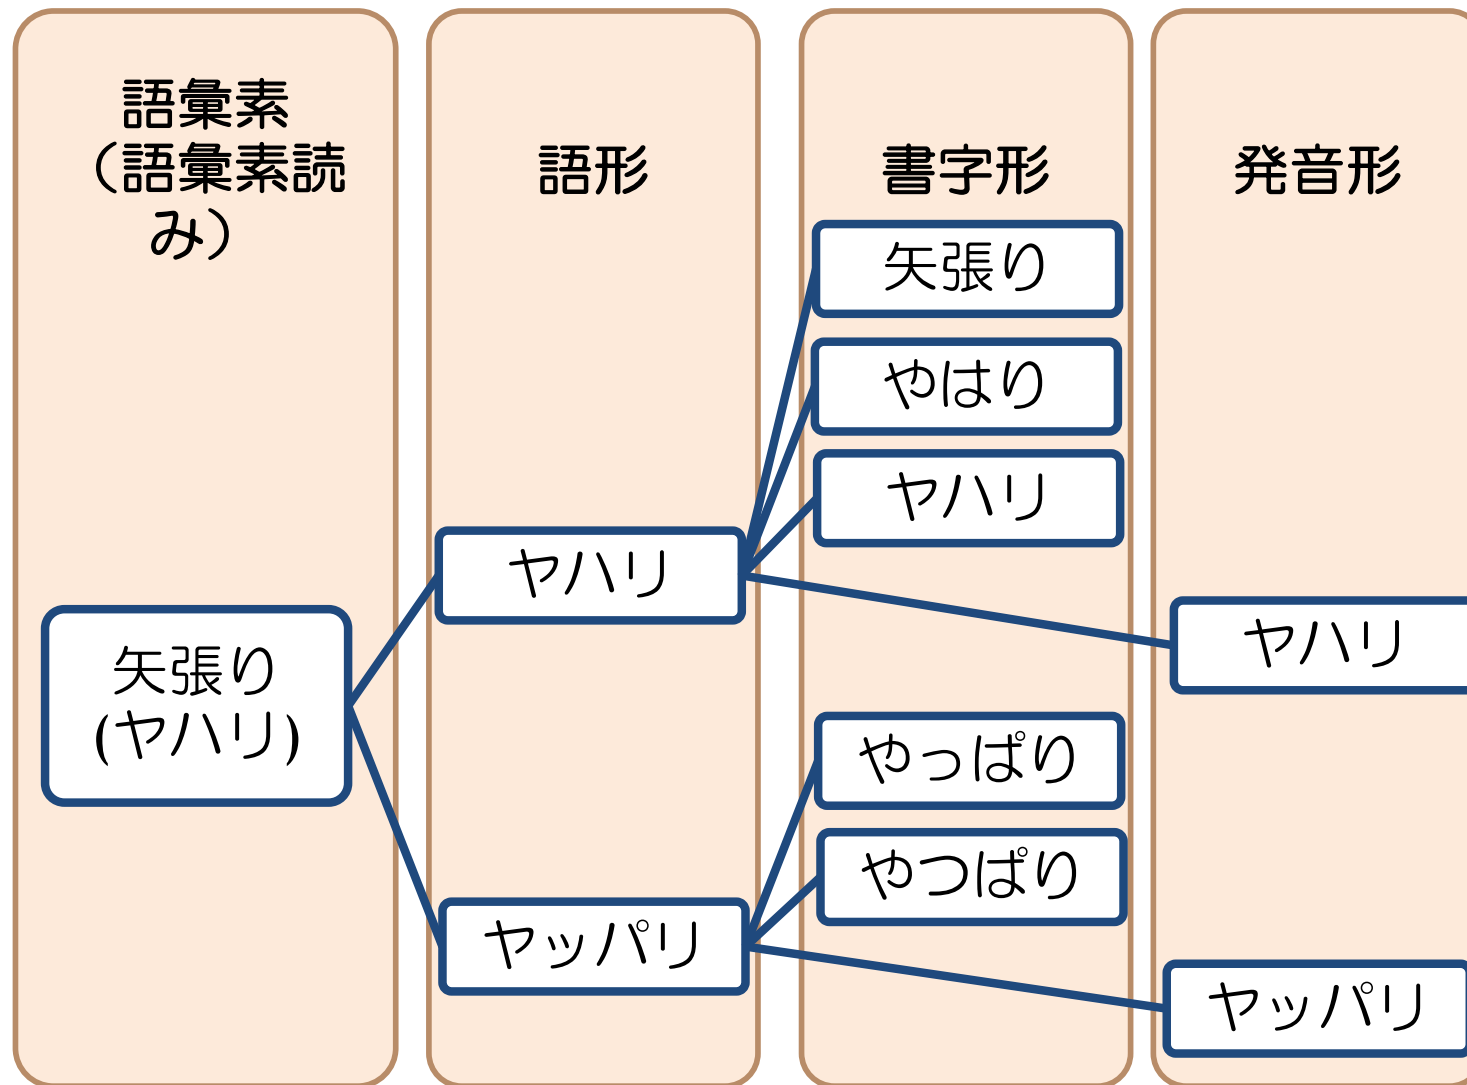 語彙素
（語彙素読
み）
語形
書字形
発音形
矢張り
やはり
ヤハリ
ヤハリ
矢張り
(ヤハリ)
ヤハリ
やっぱり
やつぱり
ヤッパリ
ヤッパリ